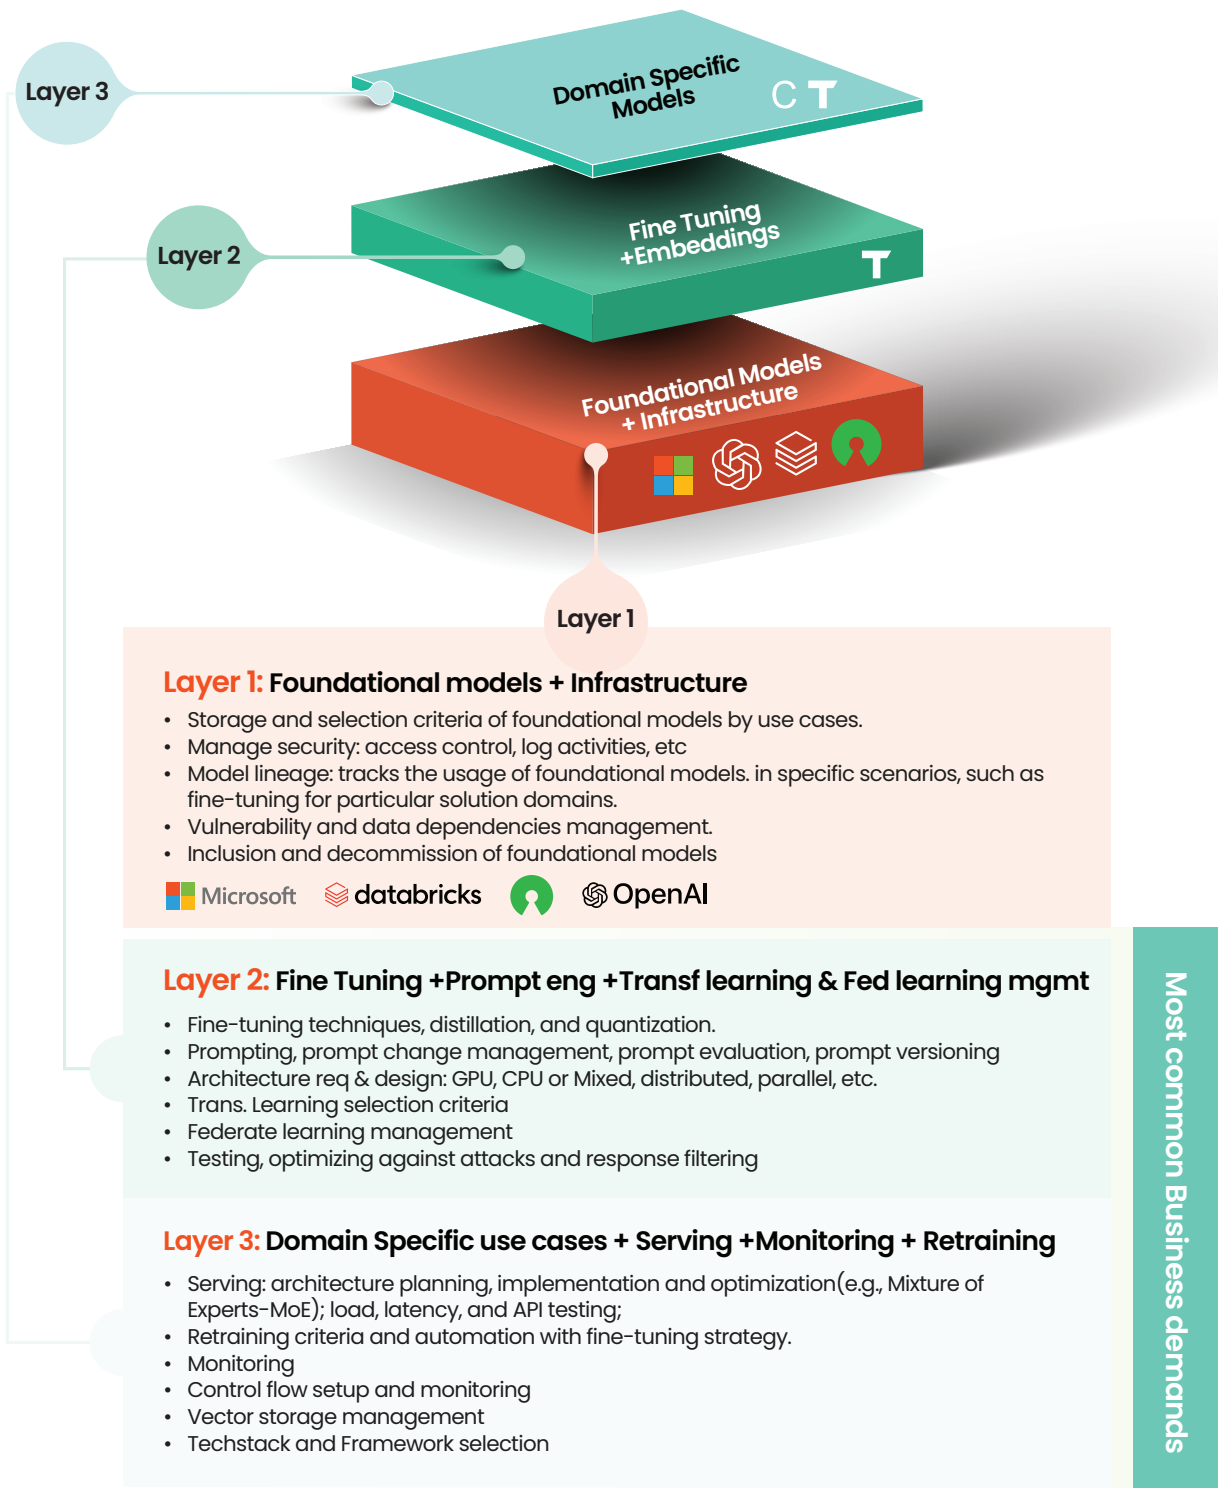 Layer 3
Domain Specific
Models
C T
Layer 2
Fine Tuning
+Embeddings
T
Foundational Models
+ Infrastructure
Layer 1
Layer 1: Foundational models + Infrastructure
• Storage and selection criteria of foundational models by use cases.
• Manage security: access control, log activities, etc
• Model lineage: tracks the usage of foundational models. in specific scenarios, such as
fine-tuning for particular solution domains.
• Vulnerability and data dependencies management.
• Inclusion and decommission of foundational models
Microsoft databricks OpenAI
Layer 2: Fine Tuning +Prompt eng +Transf learning & Fed learning mgmt
• Fine-tuning techniques, distillation, and quantization.
• Prompting, prompt change management, prompt evaluation, prompt versioning
• Architecture req & design: GPU, CPU or Mixed, distributed, parallel, etc.
• Trans. Learning selection criteria
• Federate learning management
• Testing, optimizing against attacks and response filtering
Layer 3: Domain Specific use cases + Serving +Monitoring + Retraining
• Serving: architecture planning, implementation and optimization(e.g., Mixture of
Experts-MoE); load, latency, and API testing;
• Retraining criteria and automation with fine-tuning strategy.
• Monitoring
• Control flow setup and monitoring
• Vector storage management
• Techstack and Framework selection
Most common Business demands